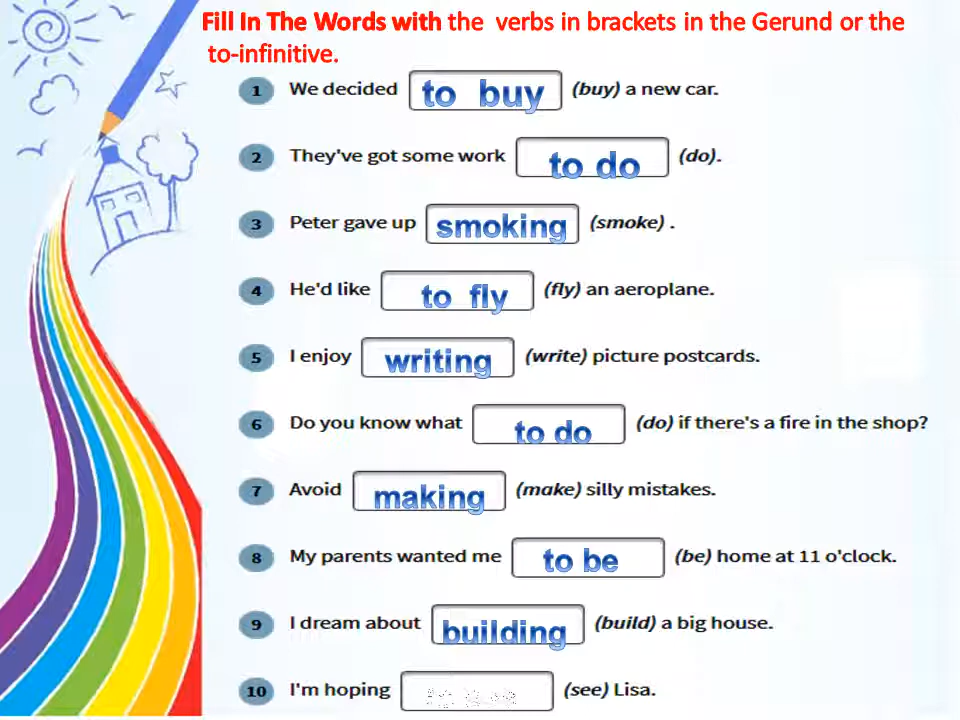 Fill In The Words with the verbs in brackets in the Gerund or the
to-infinitive.
1 We decided to buy (buy) a new car.
2 They've got some work to do (do).
3 Peter gave up smoking (smoke) .
4 He'd like to fly (fly) an aeroplane.
5 I enjoy writing (write) picture postcards.
6 Do you know what to do (do) if there's a fire in the shop?
7 Avoid making (make) silly mistakes.
8 My parents wanted me to be (be) home at 11 o'clock.
9 I dream about building (build) a big house.
10 I'm hoping (see) Lisa.